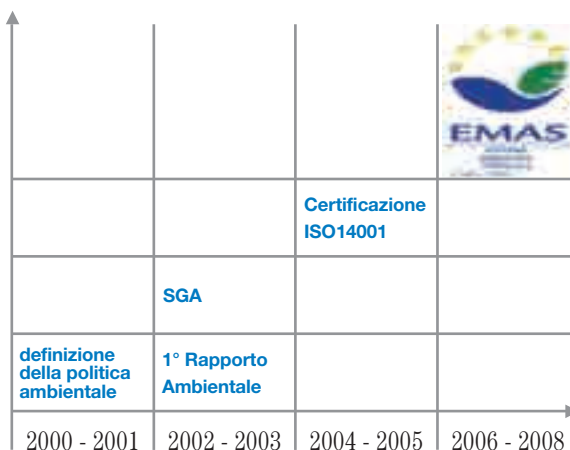 EMAS
Certificazione
ISO14001
SGA
definizione
della politica
ambientale
1° Rapporto
Ambientale
2000 - 2001
2002 - 2003
2004 - 2005
2006 - 2008